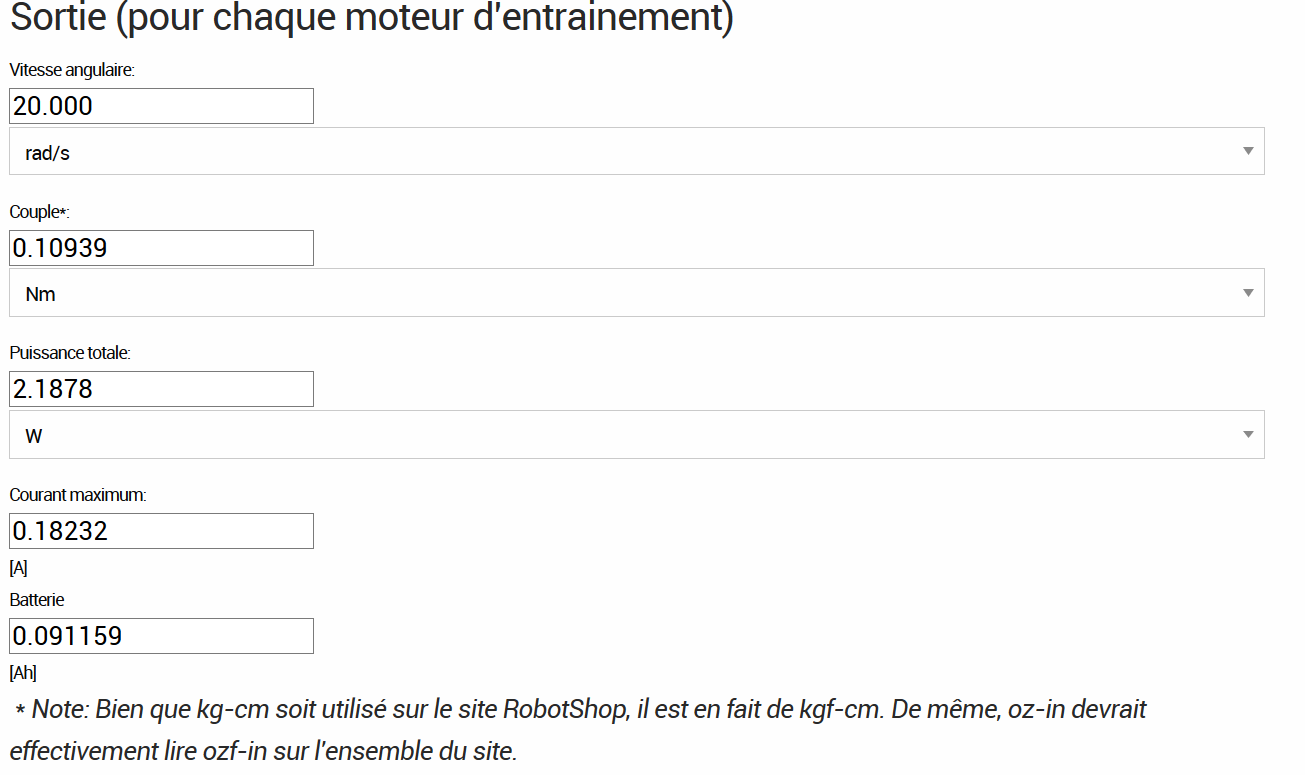 Sortie (pour chaque moteur d'entrainement)
Vitesse angulaire:
20.000
rad/s
Couple*:
0.10939
Nm
Puissance totale:
2.1878
W
Courant maximum:
0.18232
[A]
Batterie
0.091159
[Ah]
* Note: Bien que kg-cm soit utilisé sur le site RobotShop, il est en fait de kgf-cm. De même, oz-in devrait
effectivement lire ozf-in sur l'ensemble du site.